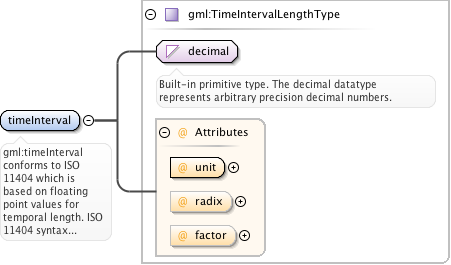 gml:TimeIntervalLengthType
decimal
Built-in primitive type. The decimal datatype
represents arbitrary precision decimal numbers.
timeInterval
gml:timeInterval
conforms to ISO
11404 which is
based on floating
point values for
temporal length. ISO
11404 syntax...
@ Attributes
@ unit
@ radix
@ factor